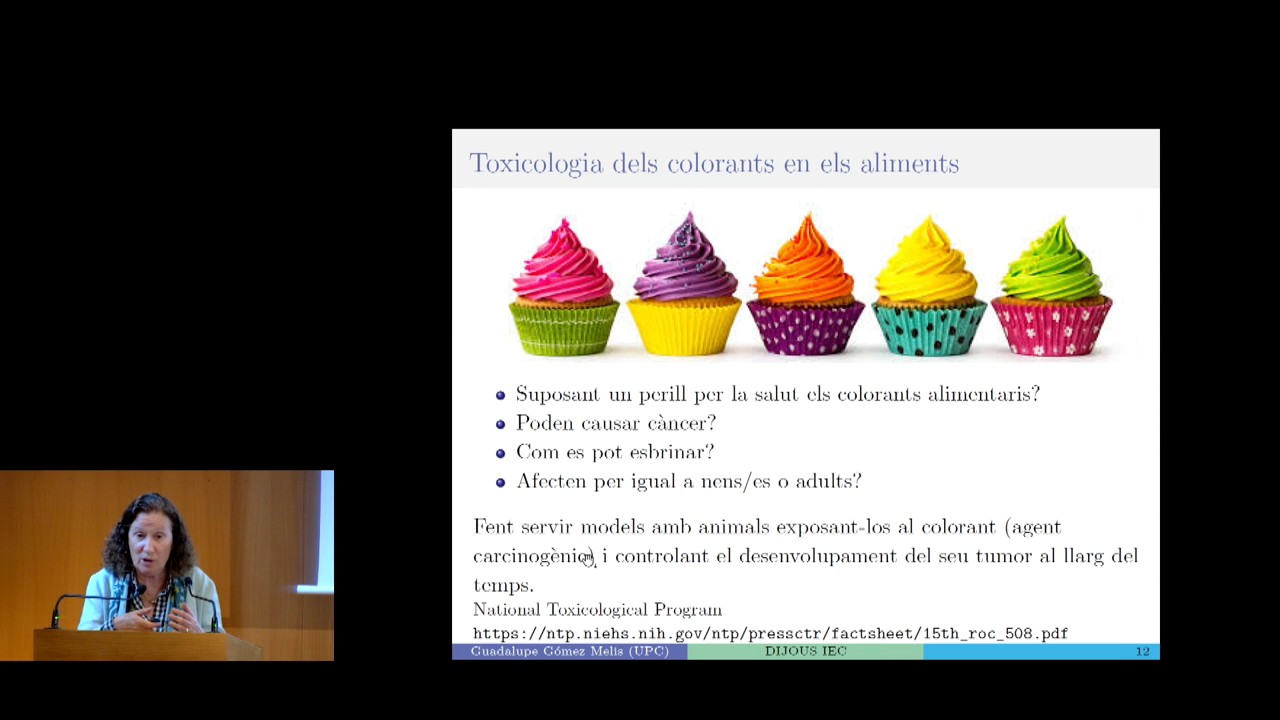 Toxicologia dels colorants en els aliments
Suposant un perill per la salut els colorants alimentaris?
Poden causar càncer?
Com es pot esbrinar?
Afecten per igual a nens/es o adults?
Fent servir models amb animals exposant-los al colorant (agent
carcinogènic) i controlant el desenvolupament del seu tumor al llarg del
temps.
National Toxicological Program
https://ntp.niehs.nih.gov/ntp/pressctr/factsheet/15th_roc_508.pdf
Guadalupe Gómez Melis (UPC) DIJOUS IEC 12